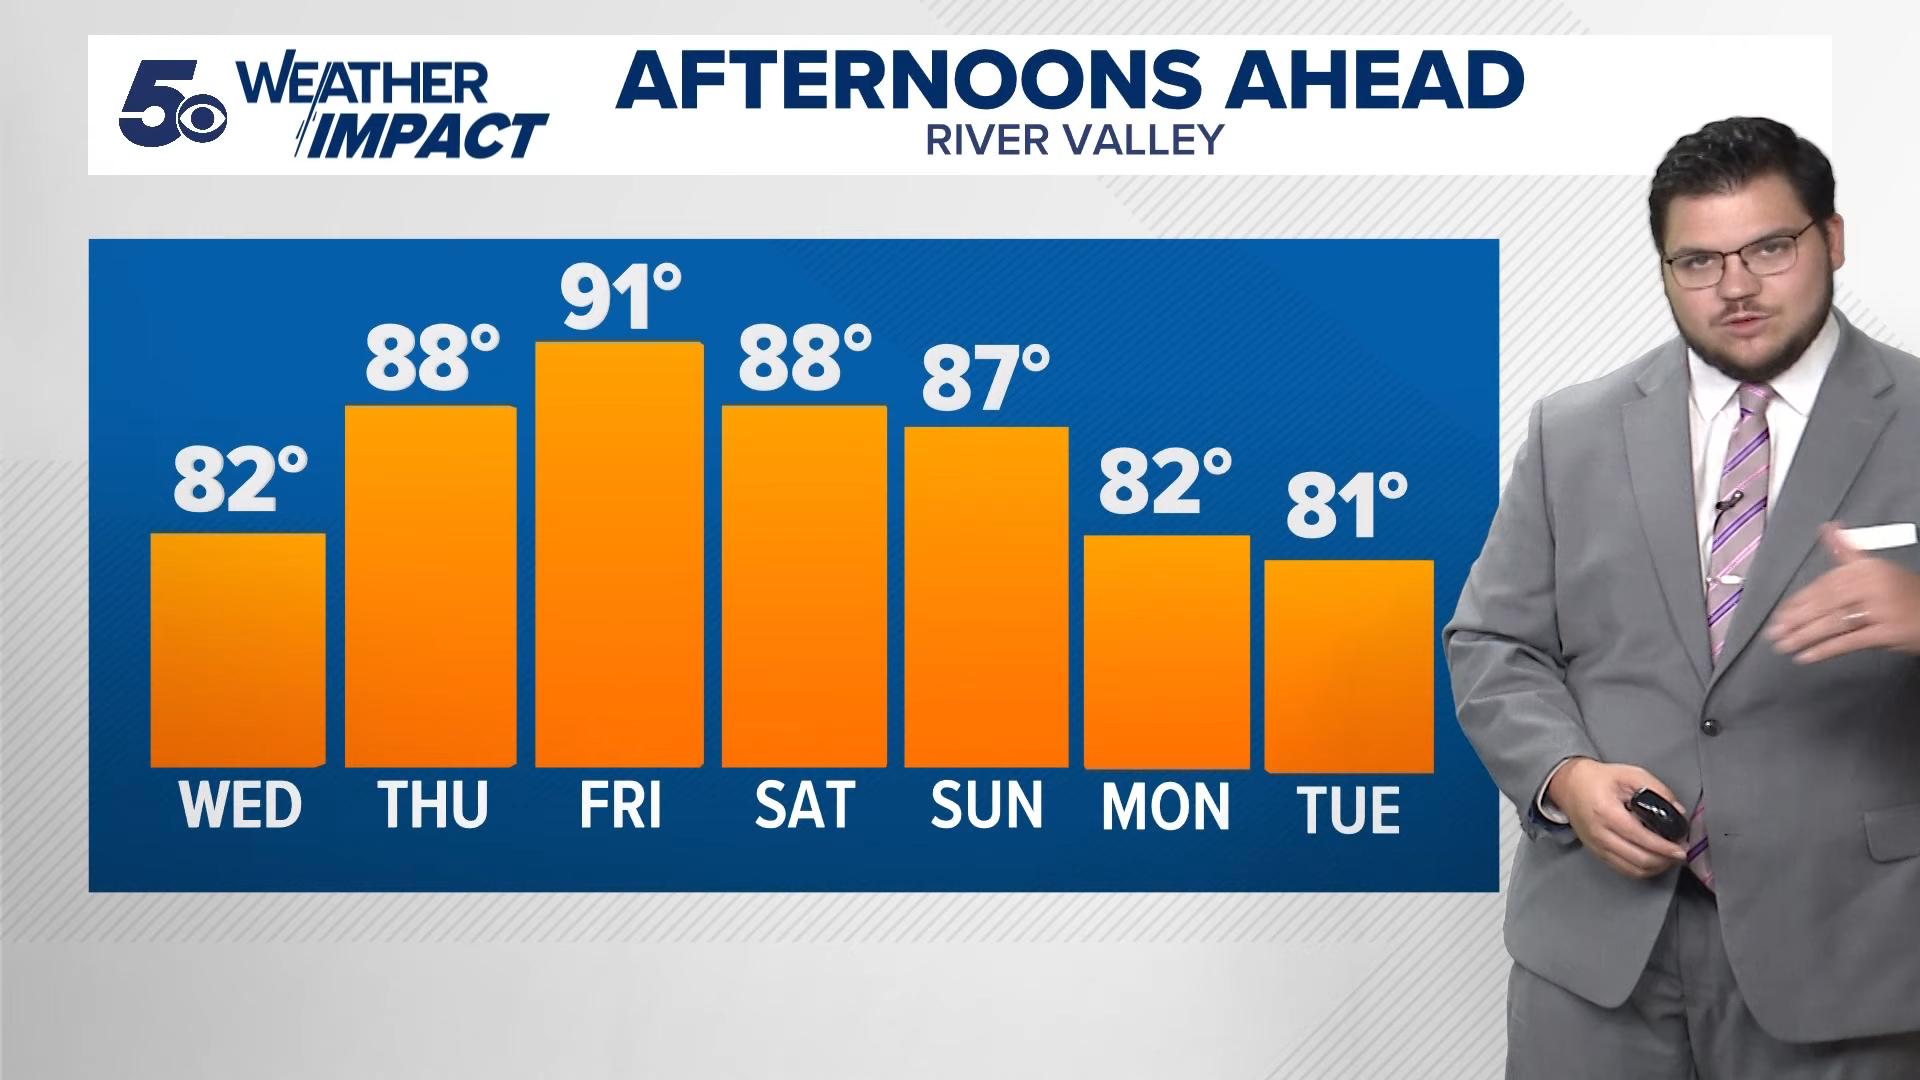 5 WEATHER IMPACT
AFTERNOONS AHEAD
RIVER VALLEY
82° 88° 91° 88° 87° 82° 81°
WED THU FRI SAT SUN MON TUE